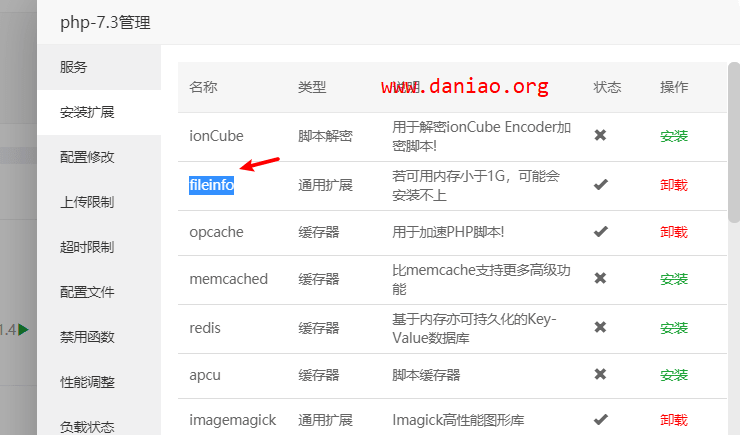 php-7.3管理
服务
安装扩展
配置修改
上传限制
超时限制
配置文件
禁用函数
性能调整
负载状态
1.4
www.daniao.org
名称 类型 说明 状态 操作
ionCube 脚本解密 用于解密ionCube Encoder加
密脚本! 安装
fileinfo 通用扩展 若可用内存小于1G，可能会
安装不上 卸载
opcache 缓存器 用于加速PHP脚本! 卸载
memcached 缓存器 比memcache支持更多高级功
能 安装
redis 缓存器 基于内存亦可持久化的Key-
Value数据库 安装
apcu 缓存器 脚本缓存器 安装
imagemagick 通用扩展 Imagick高性能图形库 卸载